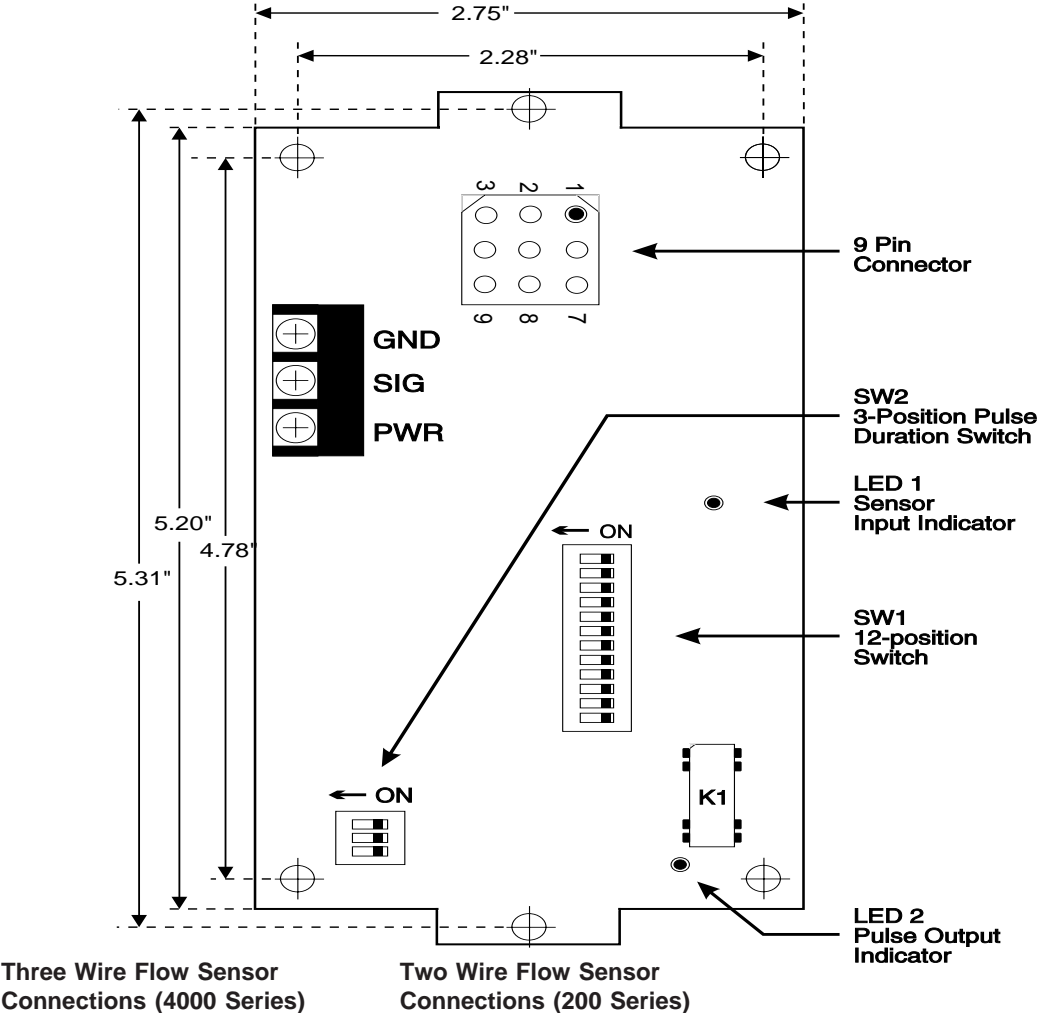 2.75"
2.28"
3 2 1
9 8 7
9 Pin
Connector
GND
SIG
PWR
SW2
3-Position Pulse
Duration Switch
LED 1
Sensor
Input Indicator
5.20"
4.78"
5.31"
ON
SW1
12-position
Switch
ON
K1
LED 2
Pulse Output
Indicator
Three Wire Flow Sensor
Connections (4000 Series)
Two Wire Flow Sensor
Connections (200 Series)